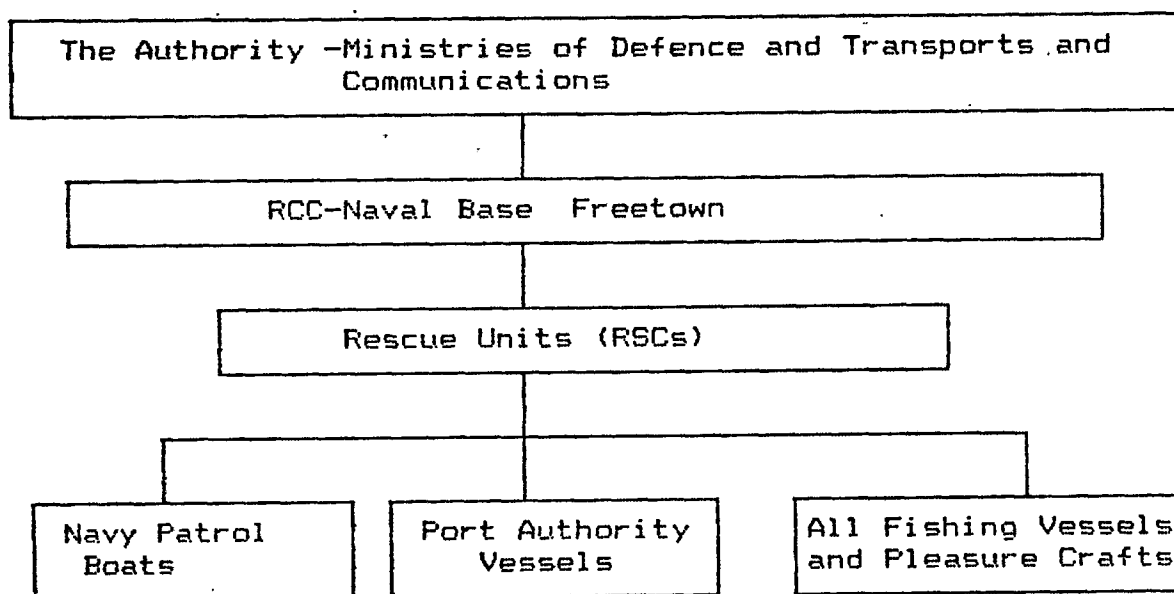 The Authority -Ministries of Defence and Transports and
Communications
RCC-Naval Base Freetown
Rescue Units (RSCs)
Navy Patrol
Boats
Port Authority
Vessels
All Fishing Vessels
and Pleasure Crafts